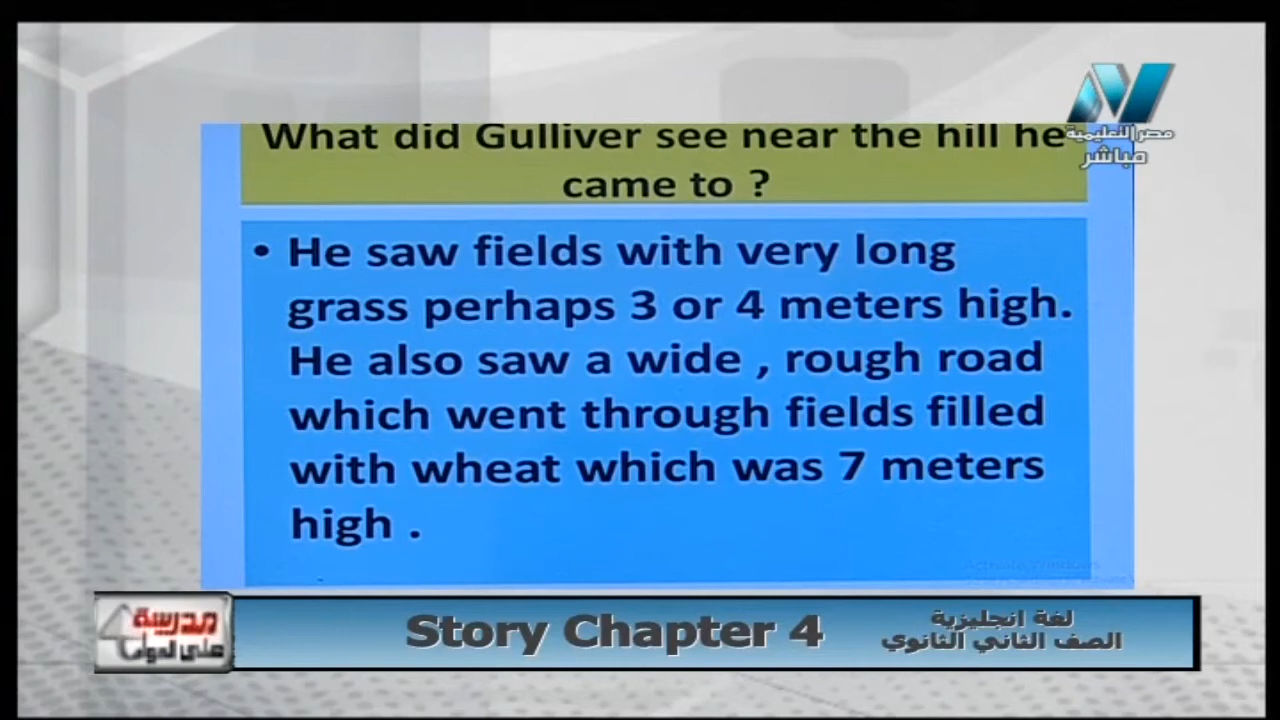 مصر التعليمية
مباشر
What did Gulliver see near the hill he
came to ?
• He saw fields with very long
grass perhaps 3 or 4 meters high.
He also saw a wide , rough road
which went through fields filled
with wheat which was 7 meters
high .
مدرسة
على الهواء
Story Chapter 4
لغة انجليزية
الصف الثاني الثانوي